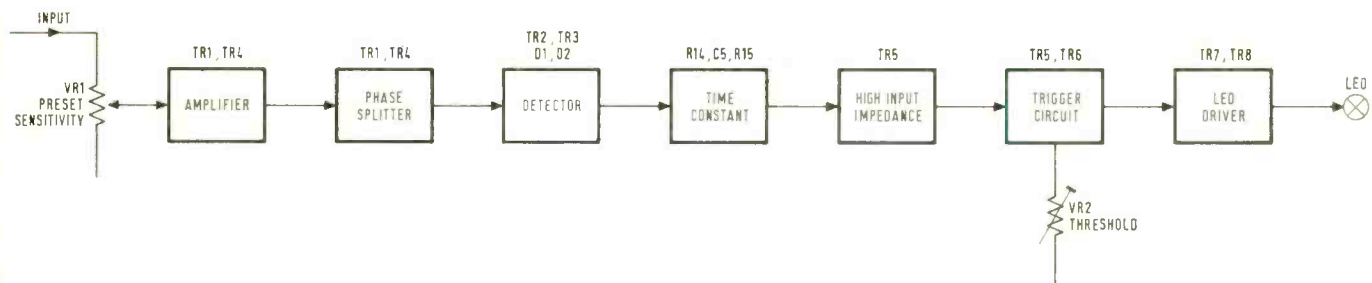 INPUT
VR1
PRESET
SENSITIVITY
TR1, TR4
AMPLIFIER
TR1, TR4
PHASE
SPLITTER
TR2, TR3
D1, D2
DETECTOR
R14, C5, R15
TIME
CONSTANT
TR5
HIGH INPUT
IMPEDANCE
TR5, TR6
TRIGGER
CIRCUIT
VR2
THRESHOLD
TR7, TR8
LED
DRIVER
LED